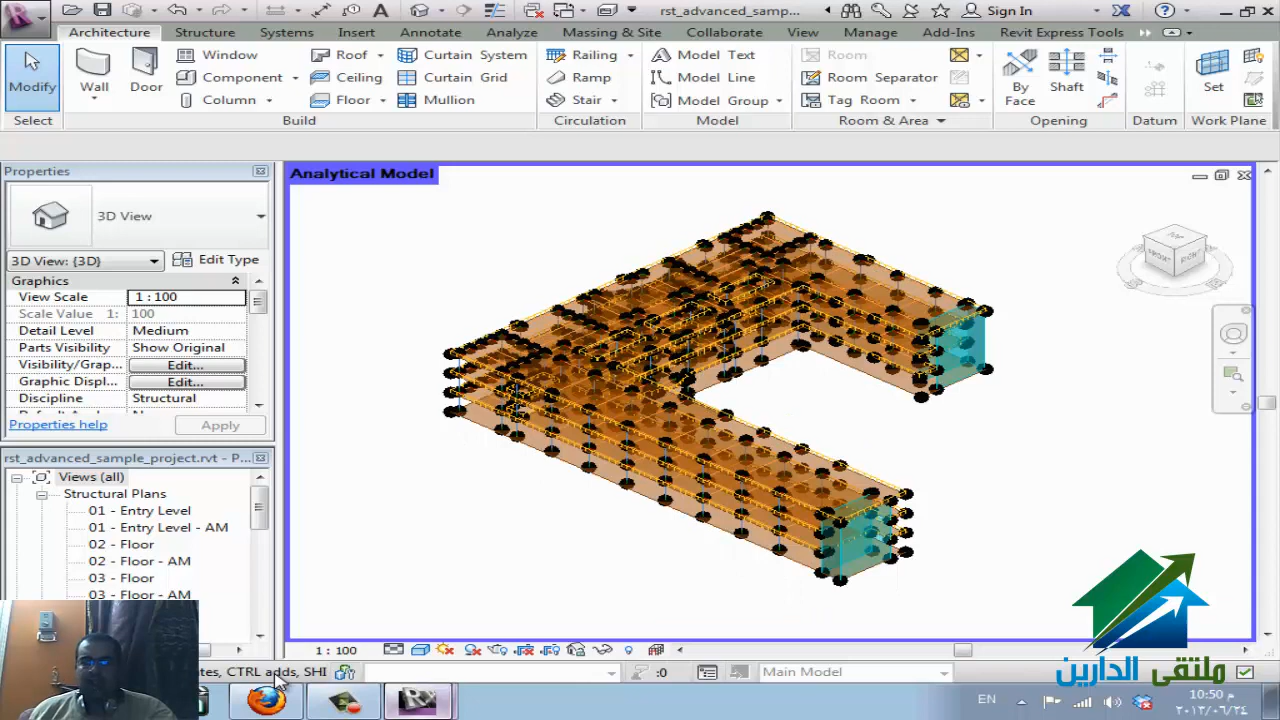 rst_advanced_samp...
Sign In
Architecture
Structure
Systems
Insert
Annotate
Analyze
Massing & Site
Collaborate
View
Manage
Add-Ins
Revit Express Tools
Modify
Wall
Door
Window
Component
Column
Roof
Ceiling
Floor
Curtain System
Curtain Grid
Mullion
Railing
Ramp
Stair
Model Text
Model Line
Model Group
Room
Room Separator
Tag Room
By Face
Shaft
Set
Select
Build
Circulation
Model
Room & Area
Opening
Datum
Work Plane
Properties
3D View
3D View: {3D}
Edit Type
Graphics
View Scale
1 : 100
Scale Value 1:
100
Detail Level
Medium
Parts Visibility
Show Original
Visibility/Grap...
Edit...
Graphic Displ...
Edit...
Discipline
Structural
Properties help
Apply
rst_advanced_sample_project.rvt - P...
Views (all)
Structural Plans
01 - Entry Level
01 - Entry Level - AM
02 - Floor
02 - Floor - AM
03 - Floor
03 - Floor - AM
Analytical Model
TOP
FRONT
RIGHT
1 : 100
tes, CTRL adds, SHI
:0
Main Model
ملتقى الدارين
EN
10:50 م
٢٠١٣/٠٦/٢٤